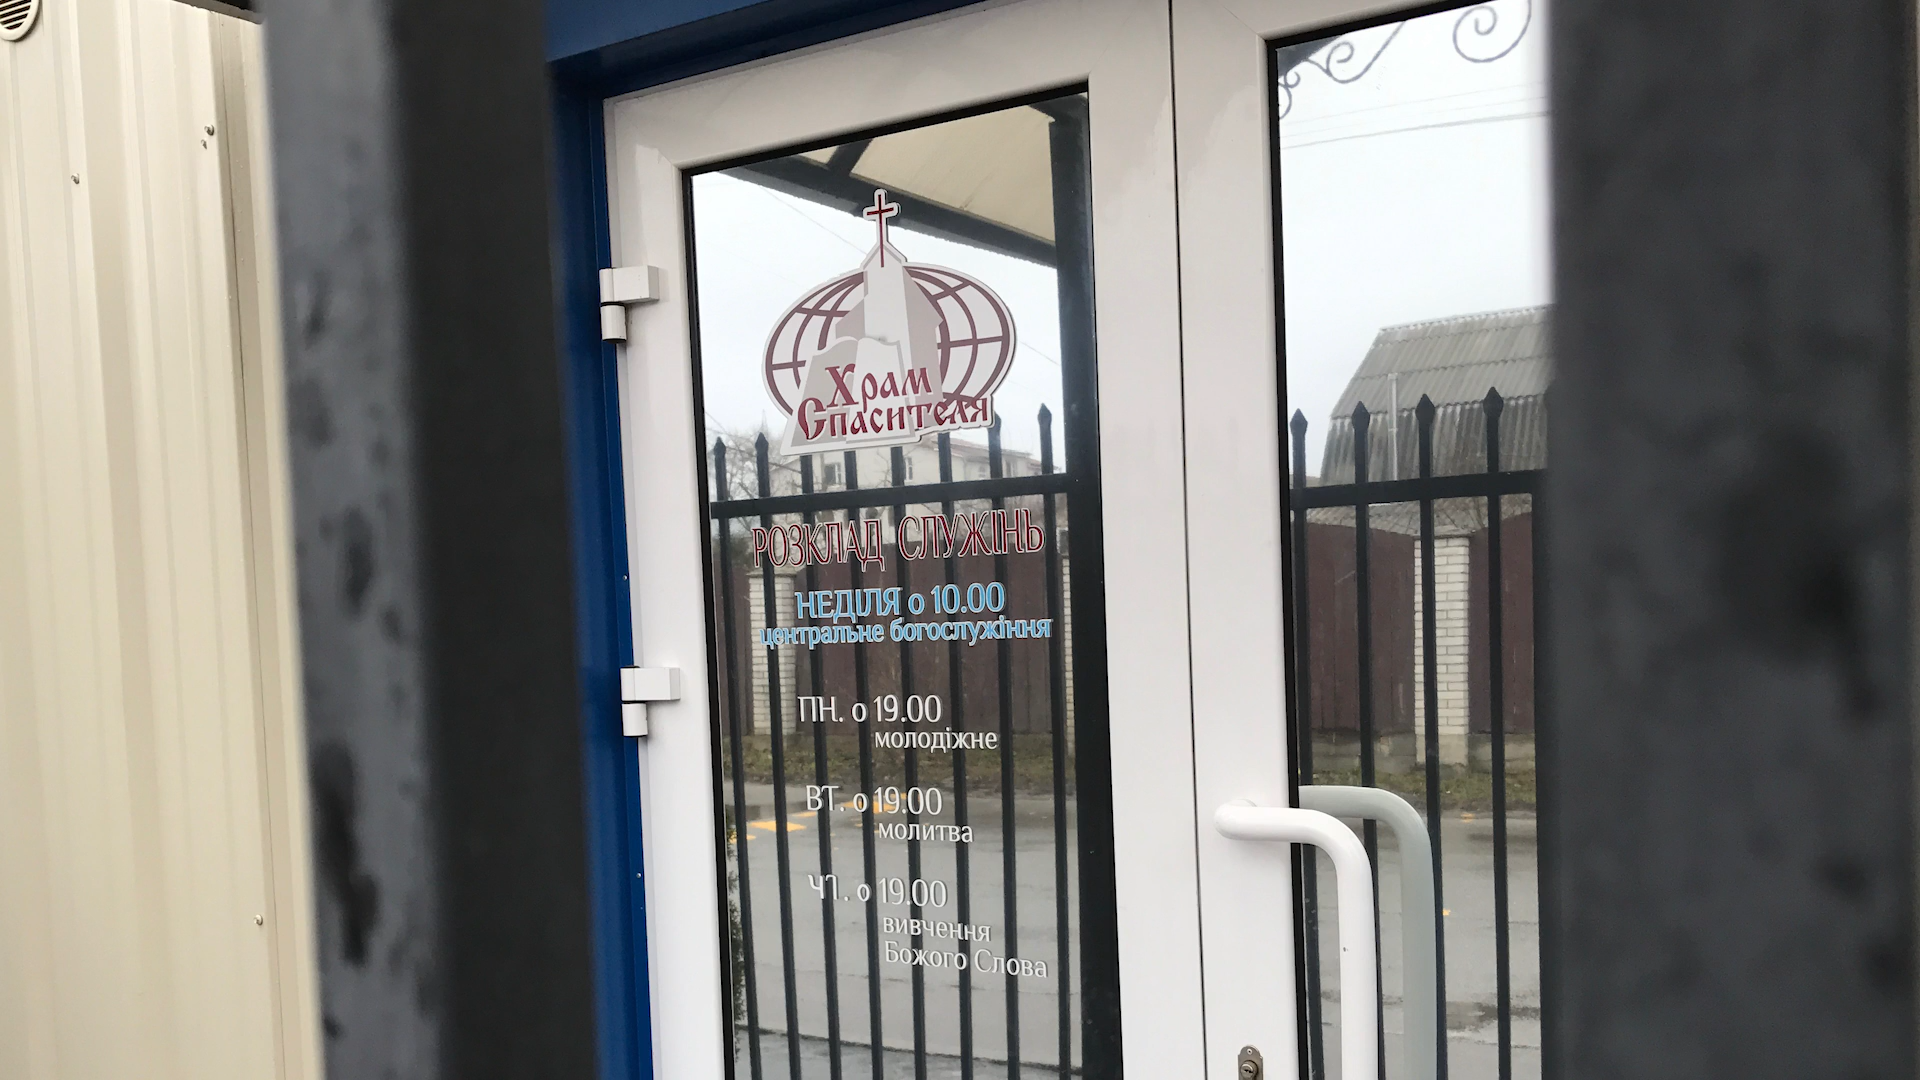 Храм
Спасителя
РОЗКЛАД СЛУЖІНЬ
НЕДІЛЯ о 10.00
центральне богослужіння
ПН. о 19.00
молодіжне
ВТ. о 19.00
молитва
ЧТ. о 19.00
вивчення
Божого Слова